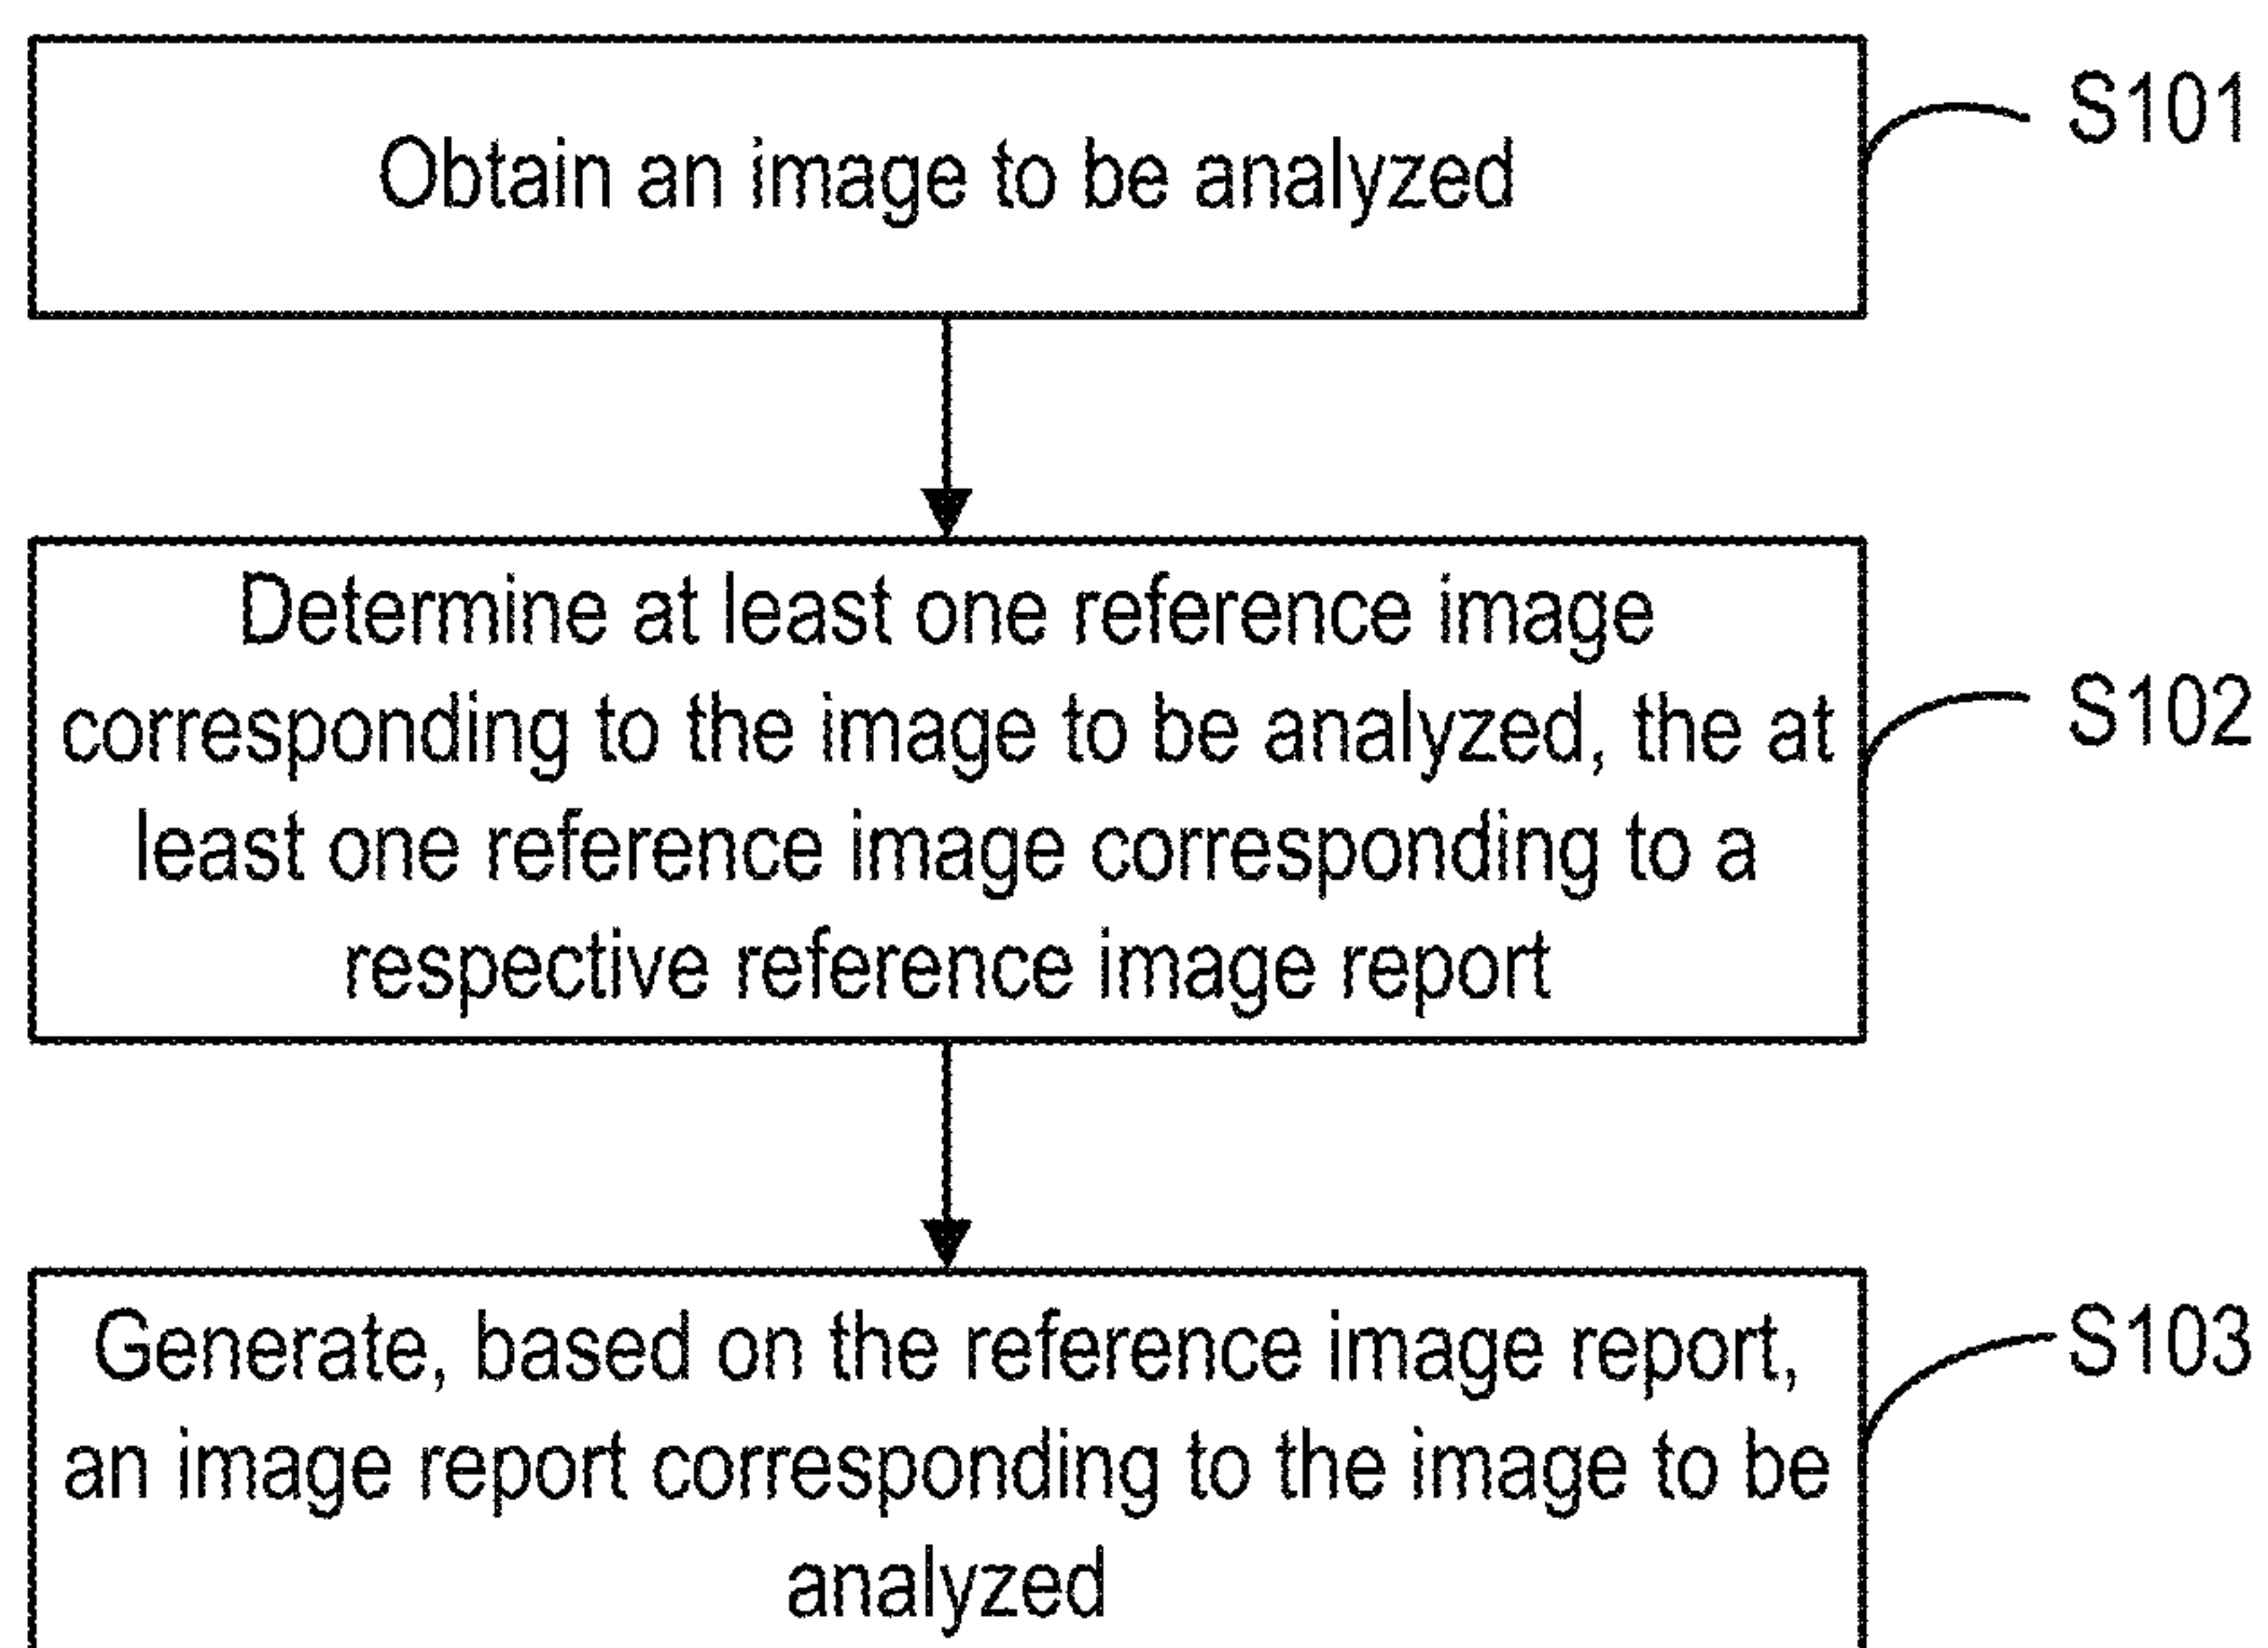 Obtain an image to be analyzed
S101
Determine at least one reference image
corresponding to the image to be analyzed, the at
least one reference image corresponding to a
respective reference image report
S102
Generate, based on the reference image report,
an image report corresponding to the image to be
analyzed
S103